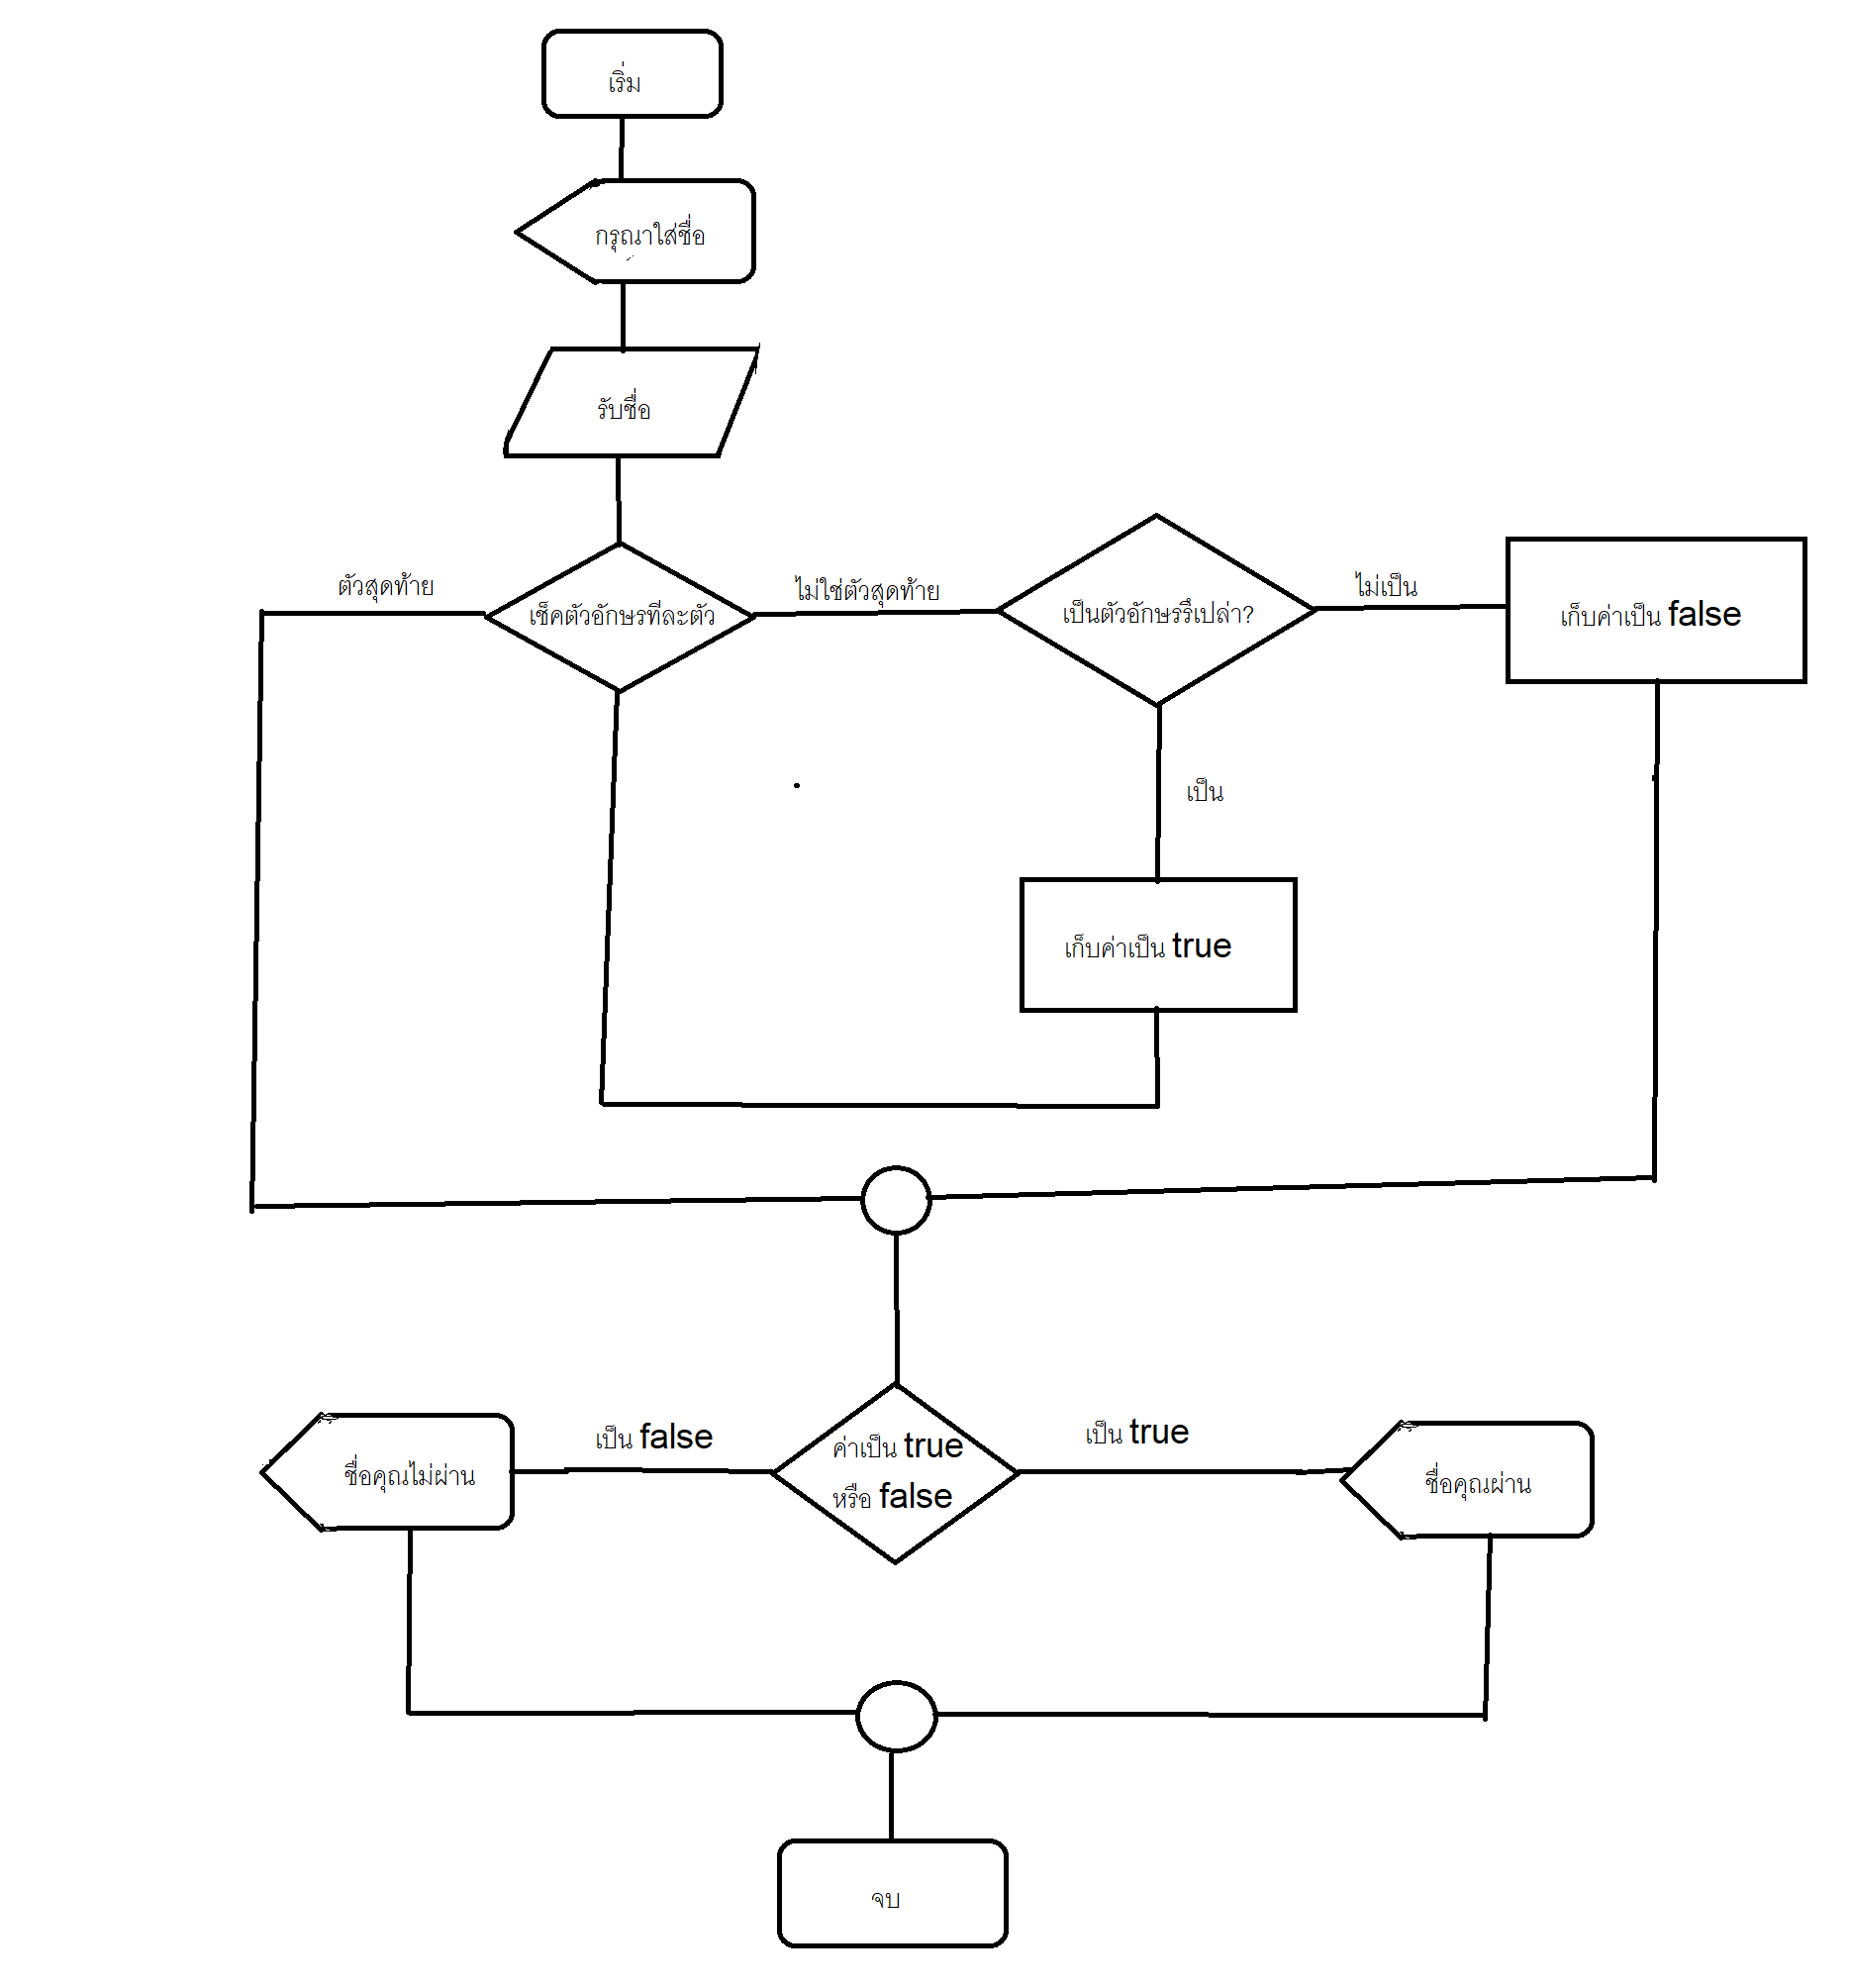 เริ่ม
กรุณาใส่ชื่อ
รับชื่อ
ตัวสุดท้าย
เช็คตัวอักษรทีละตัว
ไม่ใช่ตัวสุดท้าย
เป็นตัวอักษรรึเปล่า?
ไม่เป็น
เก็บค่าเป็น false
เป็น
เก็บค่าเป็น true
ชื่อคุณไม่ผ่าน
เป็น false
ค่าเป็น true
หรือ false
เป็น true
ชื่อคุณผ่าน
จบ